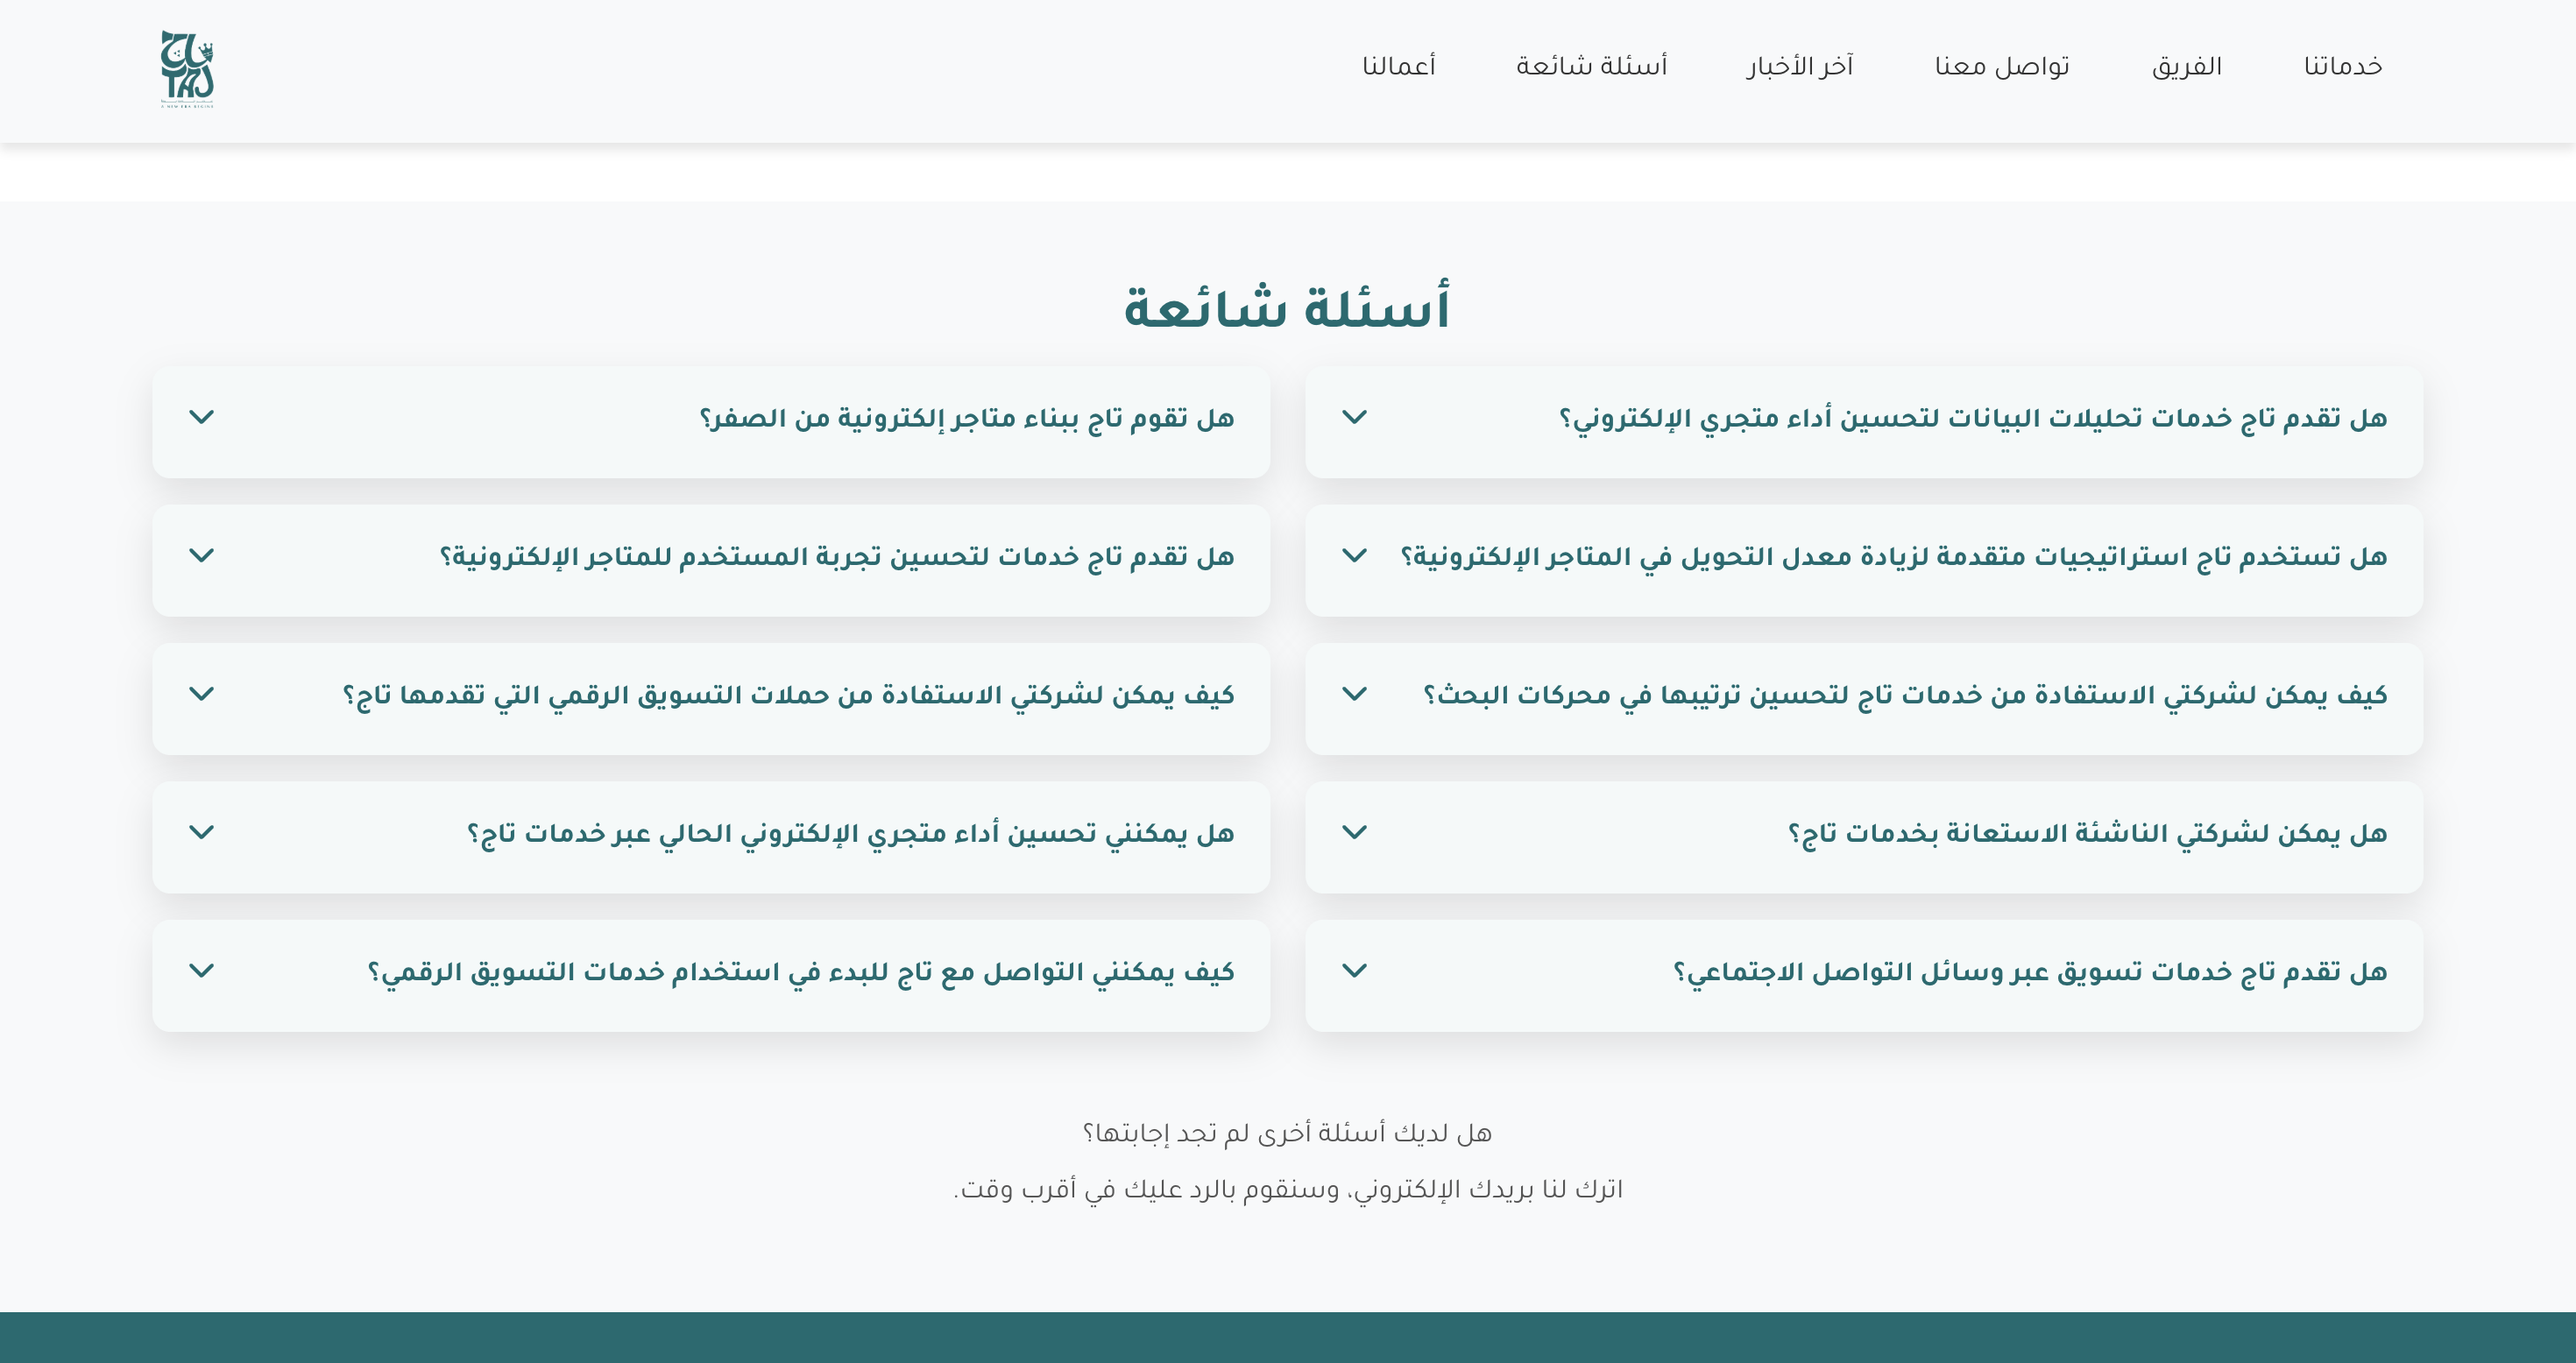 خدماتنا
الفريق
تواصل معنا
آخر الأخبار
أسئلة شائعة
أعمالنا
تاج
TAJ
A NEW ERA BEGINS
أسئلة شائعة
هل تقدم تاج خدمات تحليلات البيانات لتحسين أداء متجري الإلكتروني؟
هل تقوم تاج ببناء متاجر إلكترونية من الصفر؟
هل تستخدم تاج استراتيجيات متقدمة لزيادة معدل التحويل في المتاجر الإلكترونية؟
هل تقدم تاج خدمات لتحسين تجربة المستخدم للمتاجر الإلكترونية؟
كيف يمكن لشركتي الاستفادة من خدمات تاج لتحسين ترتيبها في محركات البحث؟
كيف يمكن لشركتي الاستفادة من حملات التسويق الرقمي التي تقدمها تاج؟
هل يمكن لشركتي الناشئة الاستعانة بخدمات تاج؟
هل يمكنني تحسين أداء متجري الإلكتروني الحالي عبر خدمات تاج؟
هل تقدم تاج خدمات تسويق عبر وسائل التواصل الاجتماعي؟
كيف يمكنني التواصل مع تاج للبدء في استخدام خدمات التسويق الرقمي؟
هل لديك أسئلة أخرى لم تجد إجابتها؟
اترك لنا بريدك الإلكتروني، وسنقوم بالرد عليك في أقرب وقت.